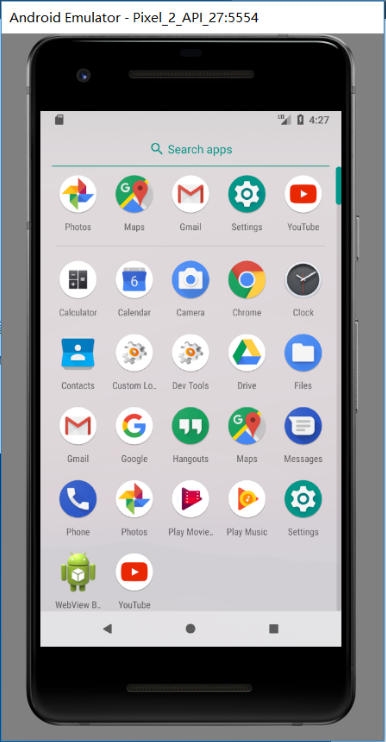 Android Emulator - Pixel_2_API_27:5554
4:27
Search apps
Photos Maps Gmail Settings YouTube
6
Calculator Calendar Camera Chrome Clock
Contacts Custom Lo.. Dev Tools Drive Files
Gmail Google Hangouts Maps Messages
Phone Photos Play Movie.. Play Music Settings
WebView B.. YouTube